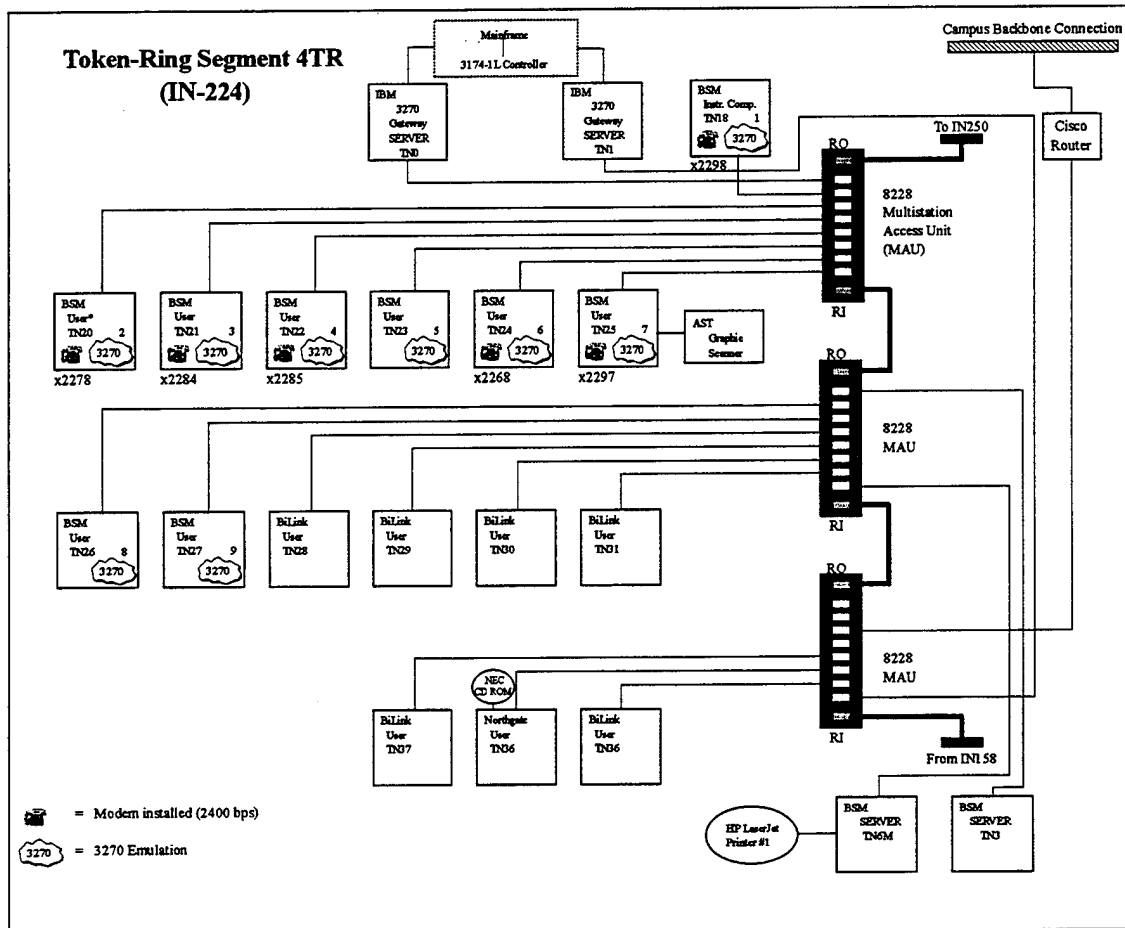 Token-Ring Segment 4TR
(IN-224)
Mainframe
3174-1L Controller
Campus Backbone Connection
IBM
3270
Gateway
SERVER
TN0
IBM
3270
Gateway
SERVER
TN1
BSM
Instr. Comp.
TN18 1
3270
x2298
To IN250
Cisco
Router
RO
8228
Multistation
Access Unit
(MAU)
RI
BSM
User*
TN20 2
3270
x2278
BSM
User
TN21 3
3270
x2284
BSM
User
TN22 4
3270
x2285
BSM
User
TN23 5
3270
BSM
User
TN24 6
3270
x2268
BSM
User
TN25 7
3270
x2297
AST
Graphic
Scanner
RO
8228
MAU
RI
BSM
User
TN26 8
3270
BSM
User
TN27 9
3270
BiLink
User
TN28
BiLink
User
TN29
BiLink
User
TN30
BiLink
User
TN31
RO
8228
MAU
RI
BiLink
User
TN37
NEC
CD ROM
Northgate
User
TN36
BiLink
User
TN36
From IN158
= Modem installed (2400 bps)
3270 = 3270 Emulation
HP LaserJet
Printer #1
BSM
SERVER
TN6M
BSM
SERVER
TN3